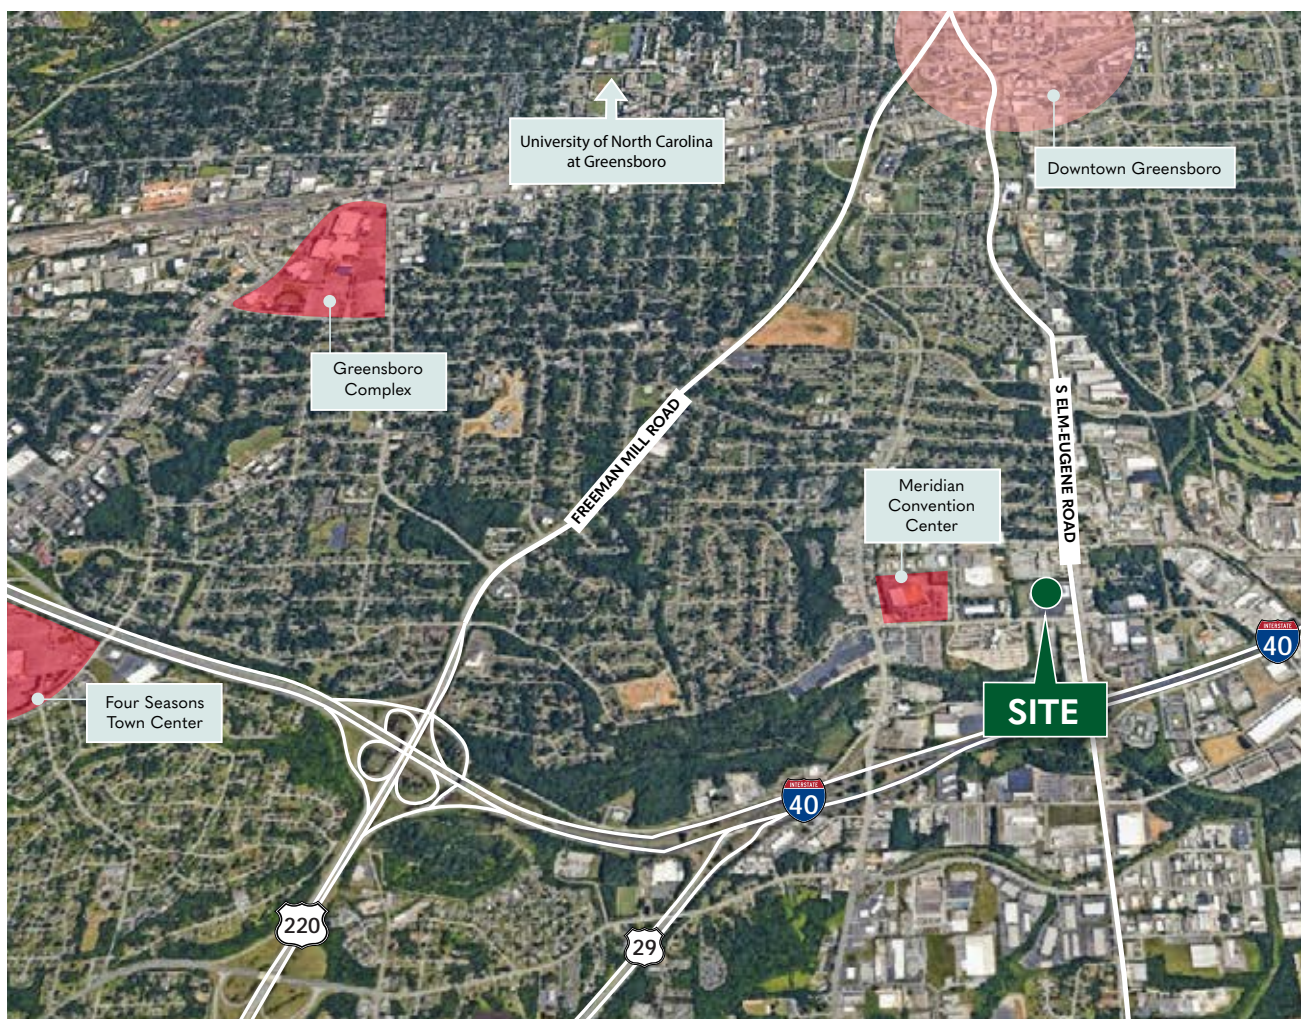 University of North Carolina
at Greensboro
Downtown Greensboro
Greensboro
Complex
FREEMAN MILL ROAD
S ELM-EUGENE ROAD
Meridian
Convention
Center
INTERSTATE
40
Four Seasons
Town Center
SITE
INTERSTATE
40
220
29